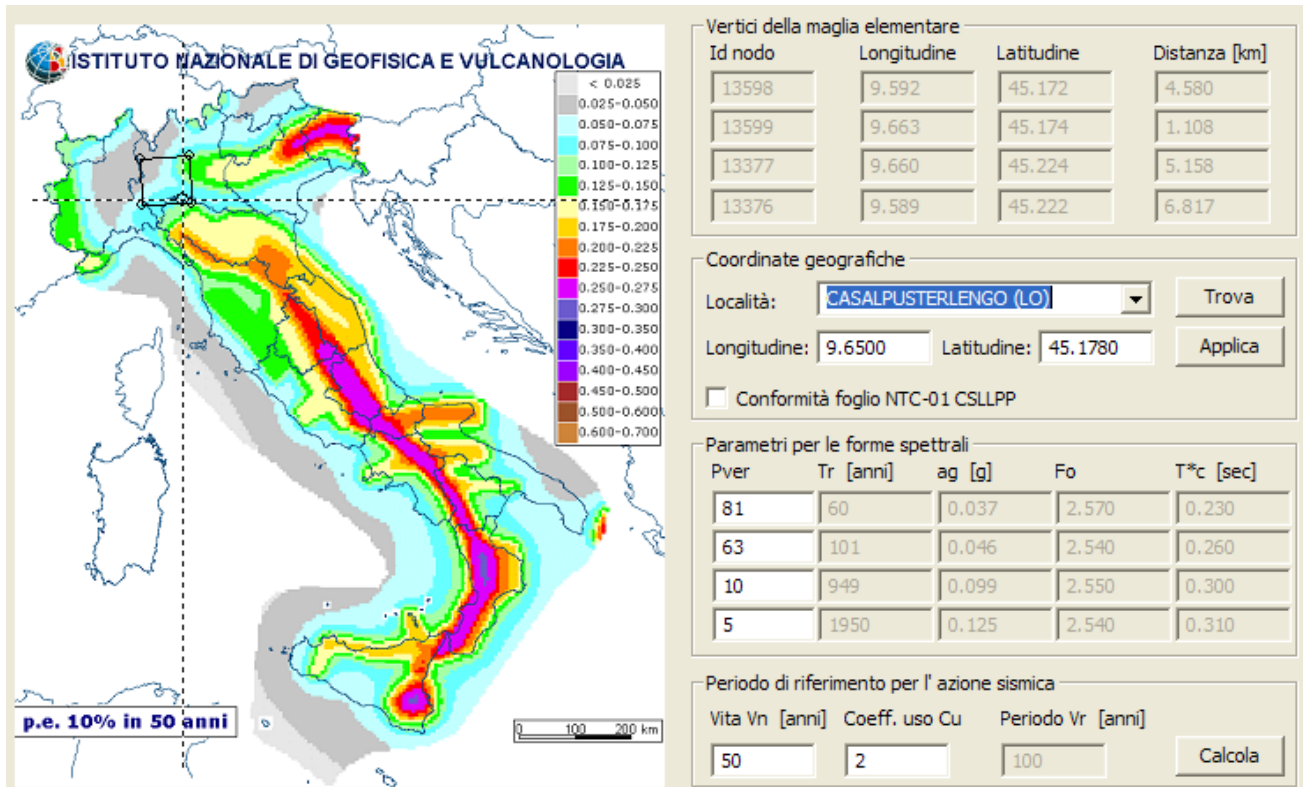 ISTITUTO NAZIONALE DI GEOFISICA E VULCANOLOGIA
< 0.025
0.025-0.050
0.050-0.075
0.075-0.100
0.100-0.125
0.125-0.150
0.150-0.175
0.175-0.200
0.200-0.225
0.225-0.250
0.250-0.275
0.275-0.300
0.300-0.350
0.350-0.400
0.400-0.450
0.450-0.500
0.500-0.600
0.600-0.700
p.e. 10% in 50 anni
0 100 200 km
Vertici della maglia elementare
Id nodo Longitudine Latitudine Distanza [km]
13598 9.592 45.172 4.580
13599 9.663 45.174 1.108
13377 9.660 45.224 5.158
13376 9.589 45.222 6.817
Coordinate geografiche
Località: CASALPUSTERLENGO (LO) Trova
Longitudine: 9.6500 Latitudine: 45.1780 Applica
Conformità foglio NTC-01 CSLLPP
Parametri per le forme spettrali
Pver Tr [anni] ag [g] Fo T*c [sec]
81 60 0.037 2.570 0.230
63 101 0.046 2.540 0.260
10 949 0.099 2.550 0.300
5 1950 0.125 2.540 0.310
Periodo di riferimento per l' azione sismica
Vita Vn [anni] Coeff. uso Cu Periodo Vr [anni]
50 2 100 Calcola